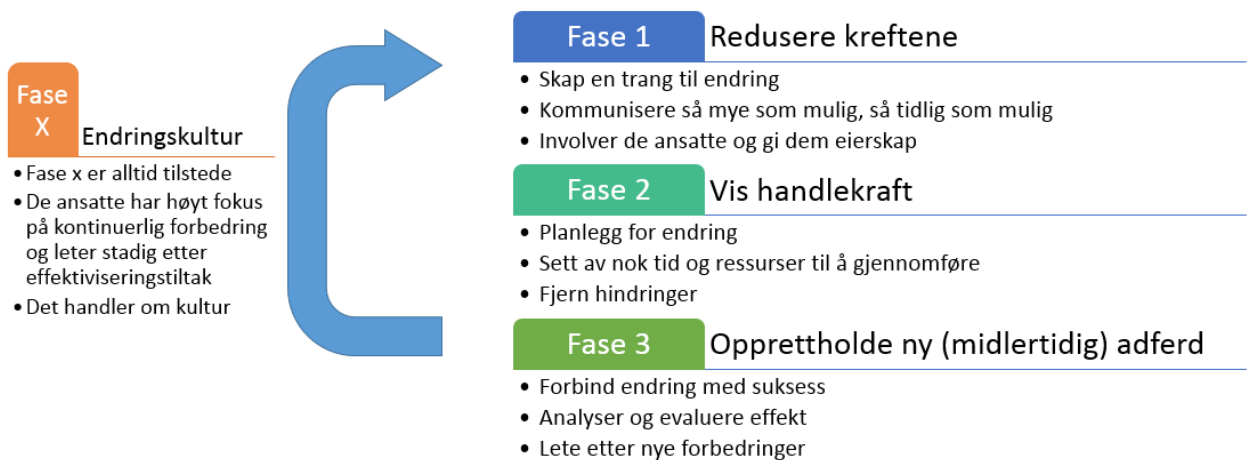 Fase
X
Endringskultur
• Fase x er alltid tilstede
• De ansatte har høyt fokus
på kontinuerlig forbedring
og leter stadig etter
effektiviseringstiltak
• Det handler om kultur
Fase 1
Redusere kreftene
• Skap en trang til endring
• Kommunisere så mye som mulig, så tidlig som mulig
• Involver de ansatte og gi dem eierskap
Fase 2
Vis handlekraft
• Planlegg for endring
• Sett av nok tid og ressurser til å gjennomføre
• Fjern hindringer
Fase 3
Opprettholde ny (midlertidig) adferd
• Forbind endring med suksess
• Analyser og evaluere effekt
• Lete etter nye forbedringer